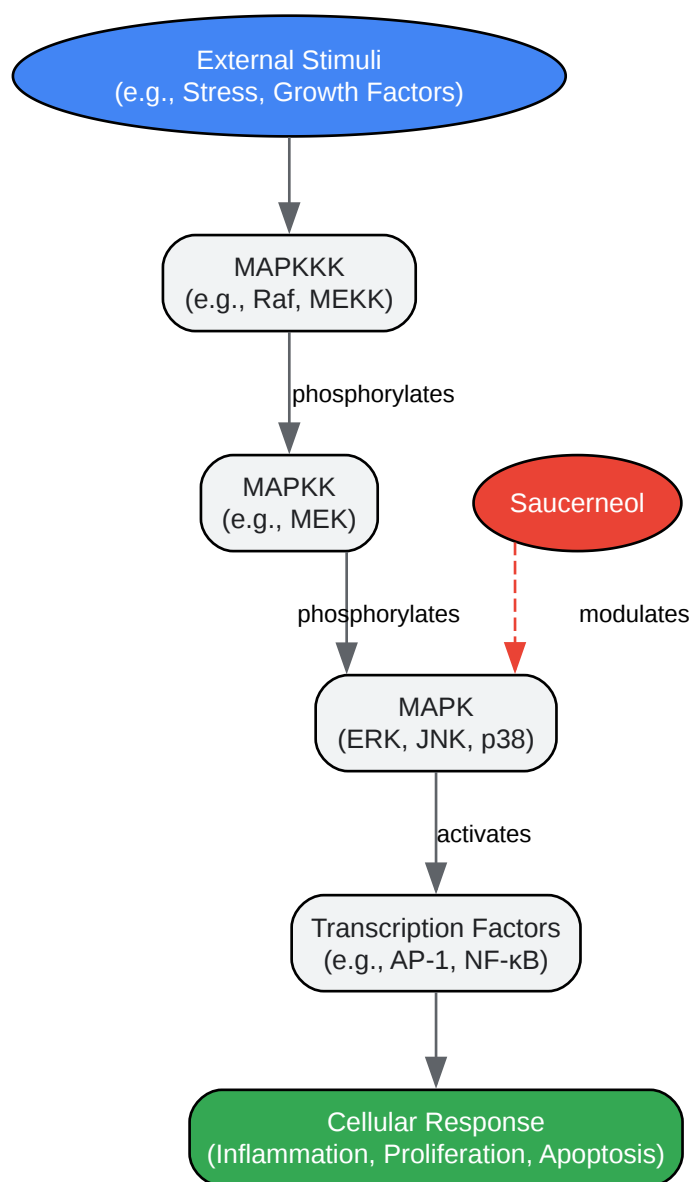 External Stimuli
(e.g., Stress, Growth Factors)
MAPKKK
(e.g., Raf, MEKK)
phosphorylates
MAPKK
(e.g., MEK)
Saucerneol
phosphorylates
modulates
MAPK
(ERK, JNK, p38)
activates
Transcription Factors
(e.g., AP-1, NF-κB)
Cellular Response
(Inflammation, Proliferation, Apoptosis)